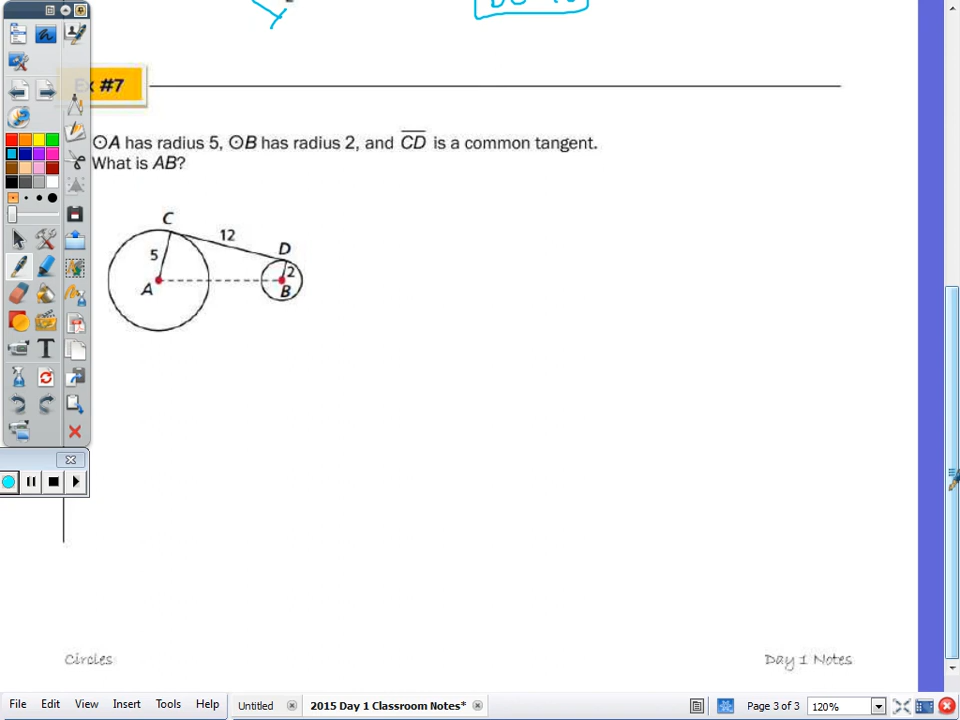 Ex #7
⊙A has radius 5, ⊙B has radius 2, and CD is a common tangent.
What is AB?
C
12
D
5
2
A
B
Circles
Day 1 Notes
File Edit View Insert Tools Help Untitled 2015 Day 1 Classroom Notes* Page 3 of 3 120%